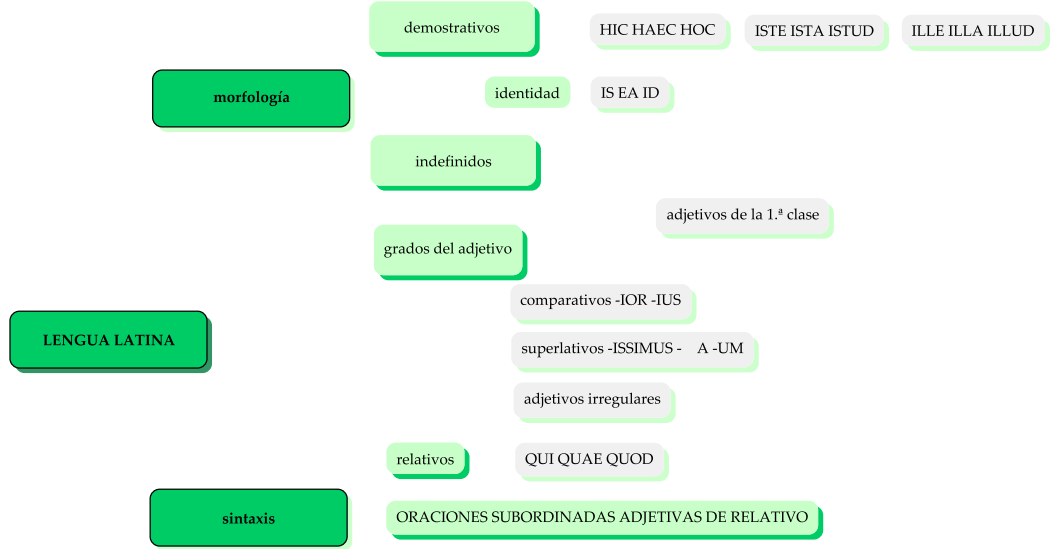 demostrativos
HIC HAEC HOC
ISTE ISTA ISTUD
ILLE ILLA ILLUD
morfología
identidad
IS EA ID
indefinidos
adjetivos de la 1.ª clase
grados del adjetivo
comparativos -IOR -IUS
LENGUA LATINA
superlativos -ISSIMUS - A -UM
adjetivos irregulares
relativos
QUI QUAE QUOD
sintaxis
ORACIONES SUBORDINADAS ADJETIVAS DE RELATIVO